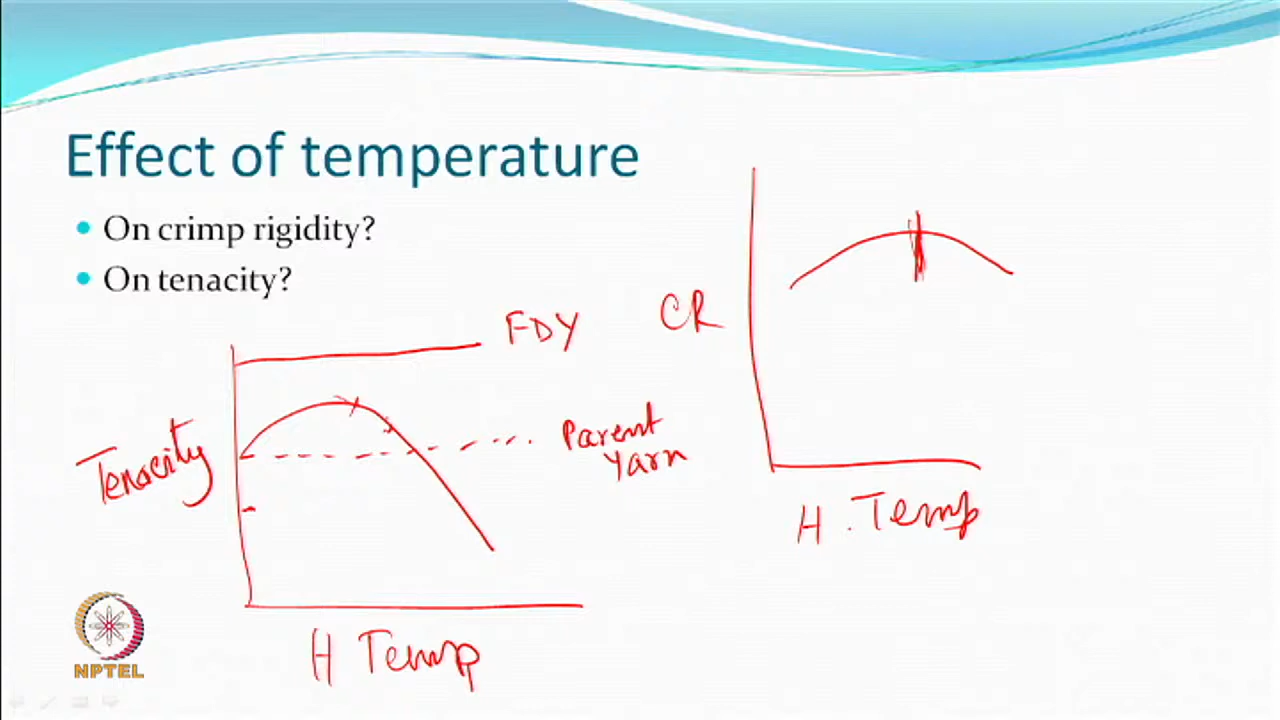 Effect of temperature
On crimp rigidity?
On tenacity?
FDY
Tenacity
Parent
Yarn
H Temp
CR
H. Temp
NPTEL